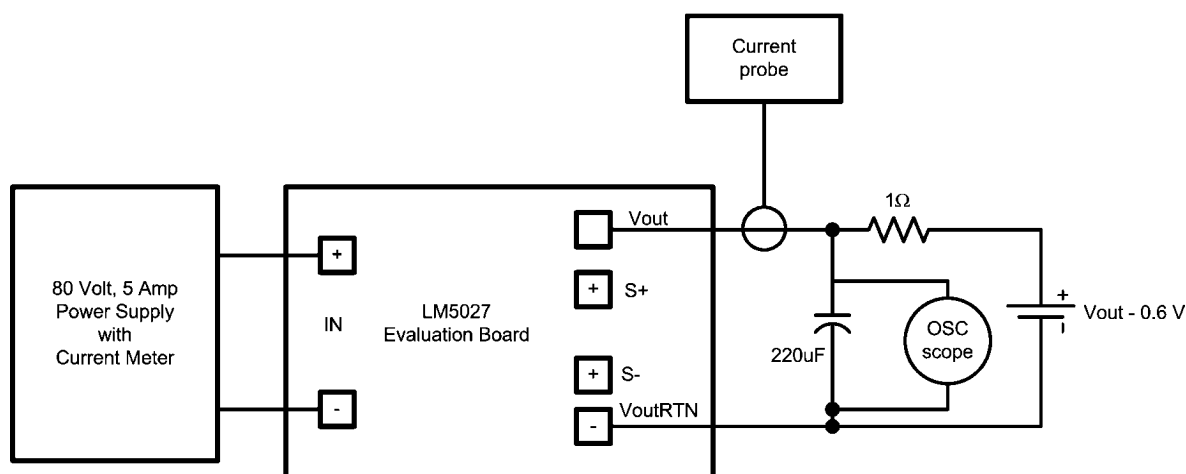 Current
probe
80 Volt, 5 Amp
Power Supply
with
Current Meter
+
IN
-
LM5027
Evaluation Board
Vout
+ S+
+ S-
VoutRTN
-
1Ω
220uF
OSC
scope
+
Vout - 0.6 V